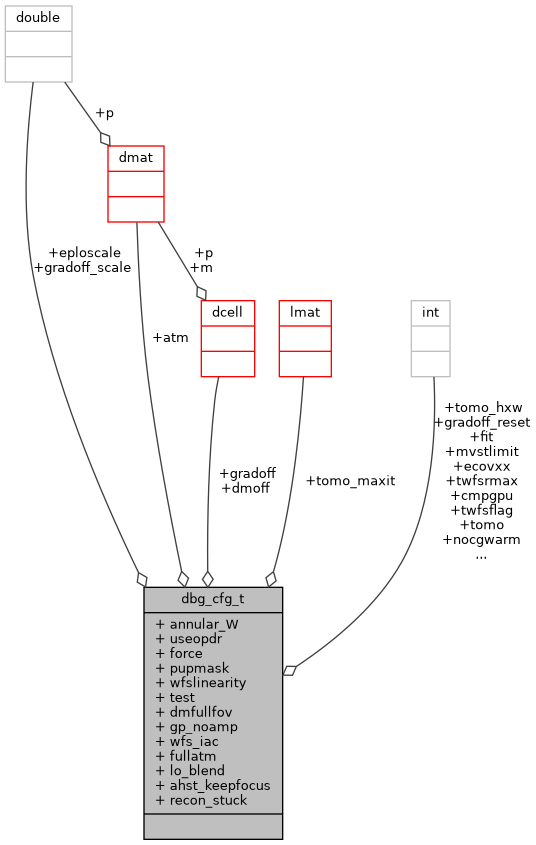 double
+p
dmat
+eploscale
+gradoff_scale
+p
+m
+atm
dcell
lmat
int
+gradoff
+dmoff
+tomo_maxit
+tomo_hxw
+gradoff_reset
+fit
+mvstlimit
+ecovxx
+twfsrmax
+cmpgpu
+twfsflag
+tomo
+nocgwarm
...
dbg_cfg_t
+ annular_W
+ useopdr
+ force
+ pupmask
+ wfslinearity
+ test
+ dmfullfov
+ gp_noamp
+ wfs_iac
+ fullatm
+ lo_blend
+ ahst_keepfocus
+ recon_stuck